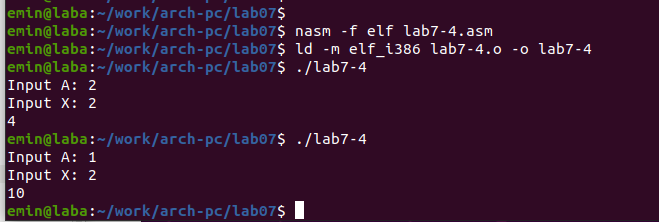 emin@laba:~/work/arch-pc/lab07$
emin@laba:~/work/arch-pc/lab07$ nasm -f elf lab7-4.asm
emin@laba:~/work/arch-pc/lab07$ ld -m elf_i386 lab7-4.o -o lab7-4
emin@laba:~/work/arch-pc/lab07$ ./lab7-4
Input A: 2
Input X: 2
4
emin@laba:~/work/arch-pc/lab07$ ./lab7-4
Input A: 1
Input X: 2
10
emin@laba:~/work/arch-pc/lab07$